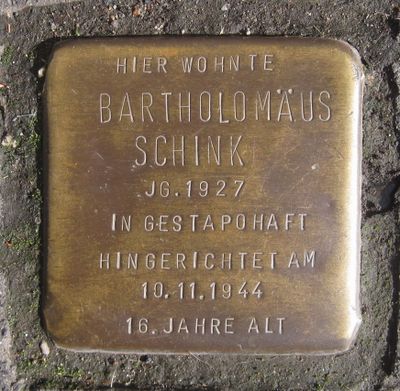 HIER WOHNTE
BARTHOLOMÄUS
SCHINK
JG. 1927
IN GESTAPOHAFT
HINGERICHTET AM
10.11.1944
16. JAHRE ALT